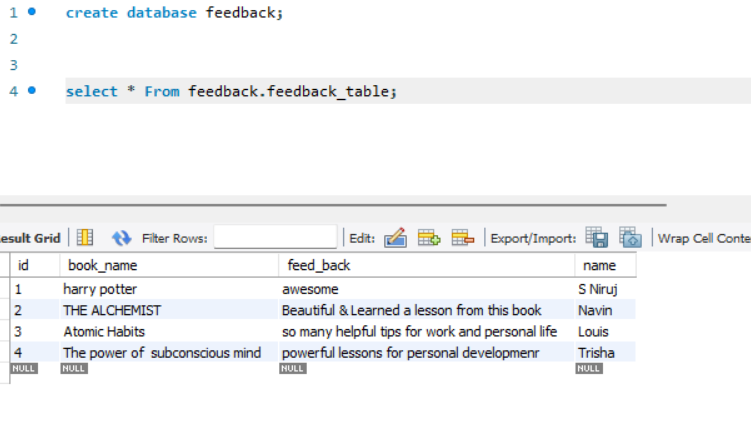 1 create database feedback;
2
3
4 select * From feedback.feedback_table;
esult Grid Filter Rows: Edit: Export/Import: Wrap Cell Conte
id book_name feed_back name
1 harry potter awesome S Niruj
2 THE ALCHEMIST Beautiful & Learned a lesson from this book Navin
3 Atomic Habits so many helpful tips for work and personal life Louis
4 The power of subconscious mind powerful lessons for personal developmenr Trisha
NULL NULL NULL NULL